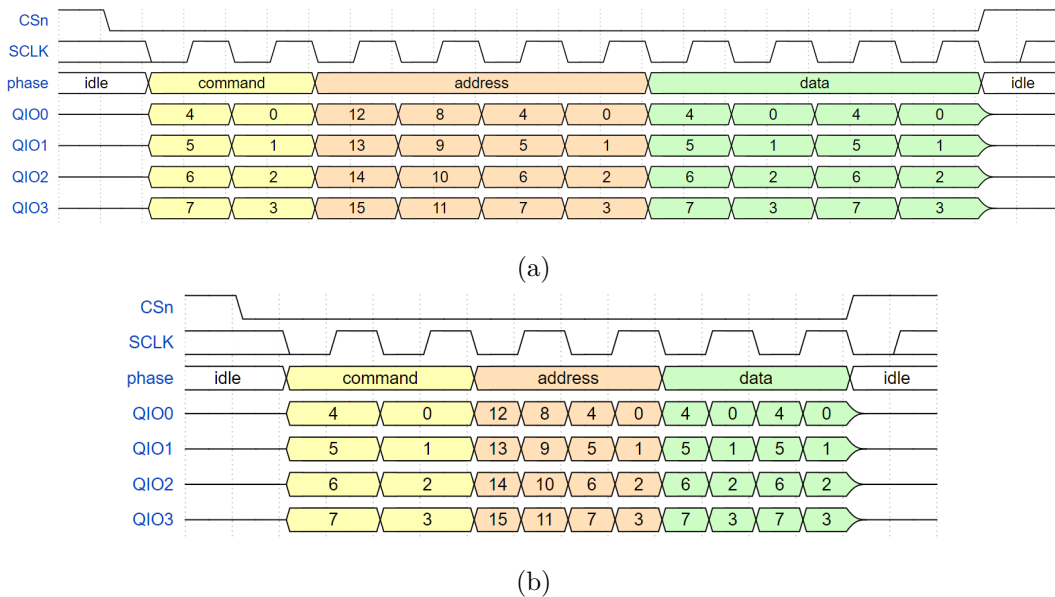 CSn
SCLK
phase idle command address data idle
QIO0 4 0 12 8 4 0 4 0 4 0
QIO1 5 1 13 9 5 1 5 1 5 1
QIO2 6 2 14 10 6 2 6 2 6 2
QIO3 7 3 15 11 7 3 7 3 7 3
(a)
CSn
SCLK
phase idle command address data idle
QIO0 4 0 12 8 4 0 4 0 4 0
QIO1 5 1 13 9 5 1 5 1 5 1
QIO2 6 2 14 10 6 2 6 2 6 2
QIO3 7 3 15 11 7 3 7 3 7 3
(b)